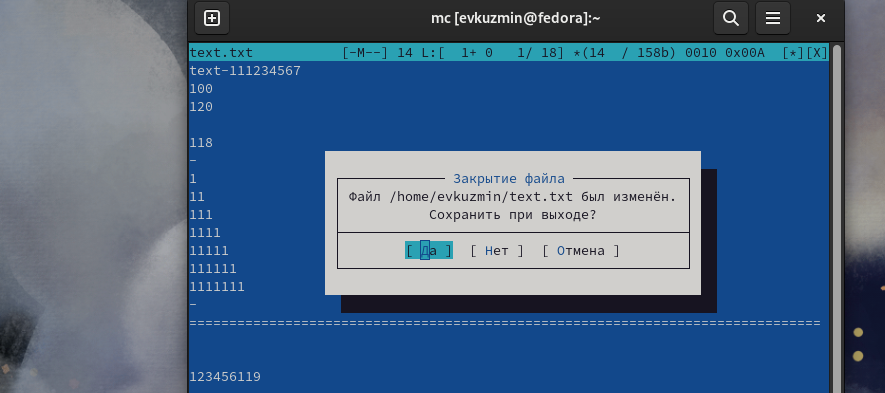 mc [evkuzmin@fedora]:~
text.txt [-M--] 14 L:[  1+ 0   1/ 18] *(14  / 158b) 0010 0x00A  [*][X]
text-111234567
100
120
118
-
1
11
111
1111
11111
111111
1111111
-
Закрытие файла
Файл /home/evkuzmin/text.txt был изменён.
Сохранить при выходе?
[ Да ]  [ Нет ]  [ Отмена ]
===============================================================================
123456119